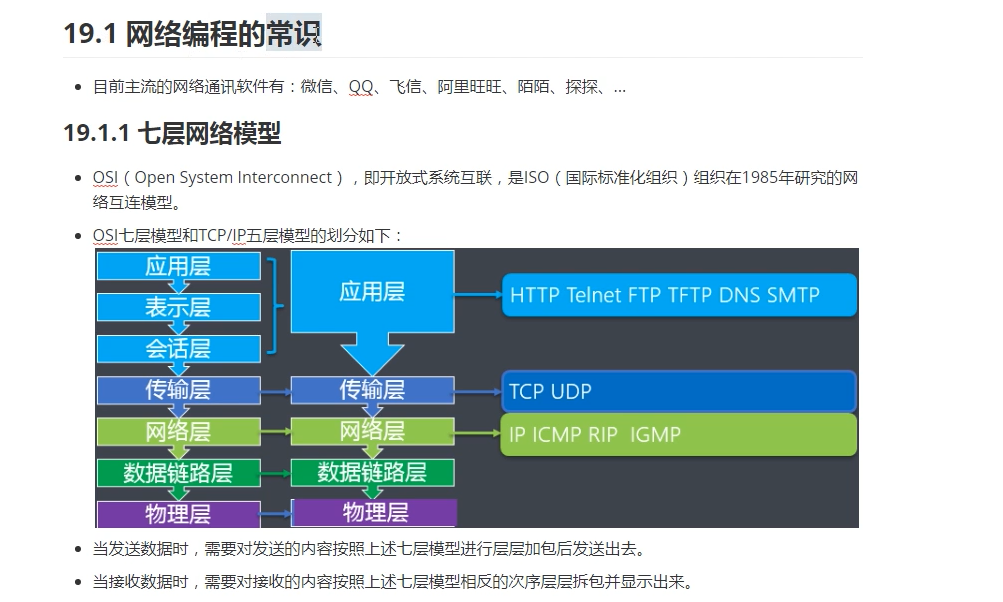 19.1 网络编程的常识
目前主流的网络通讯软件有：微信、QQ、飞信、阿里旺旺、陌陌、探探、...
19.1.1 七层网络模型
OSI（Open System Interconnect），即开放式系统互联，是ISO（国际标准化组织）组织在1985年研究的网
络互连模型。
OSI七层模型和TCP/IP五层模型的划分如下：
应用层
表示层
会话层
传输层
网络层
数据链路层
物理层
应用层
传输层
网络层
数据链路层
物理层
HTTP Telnet FTP TFTP DNS SMTP
TCP UDP
IP ICMP RIP IGMP
当发送数据时，需要对发送的内容按照上述七层模型进行层层加包后发送出去。
当接收数据时，需要对接收的内容按照上述七层模型相反的次序层层拆包并显示出来。